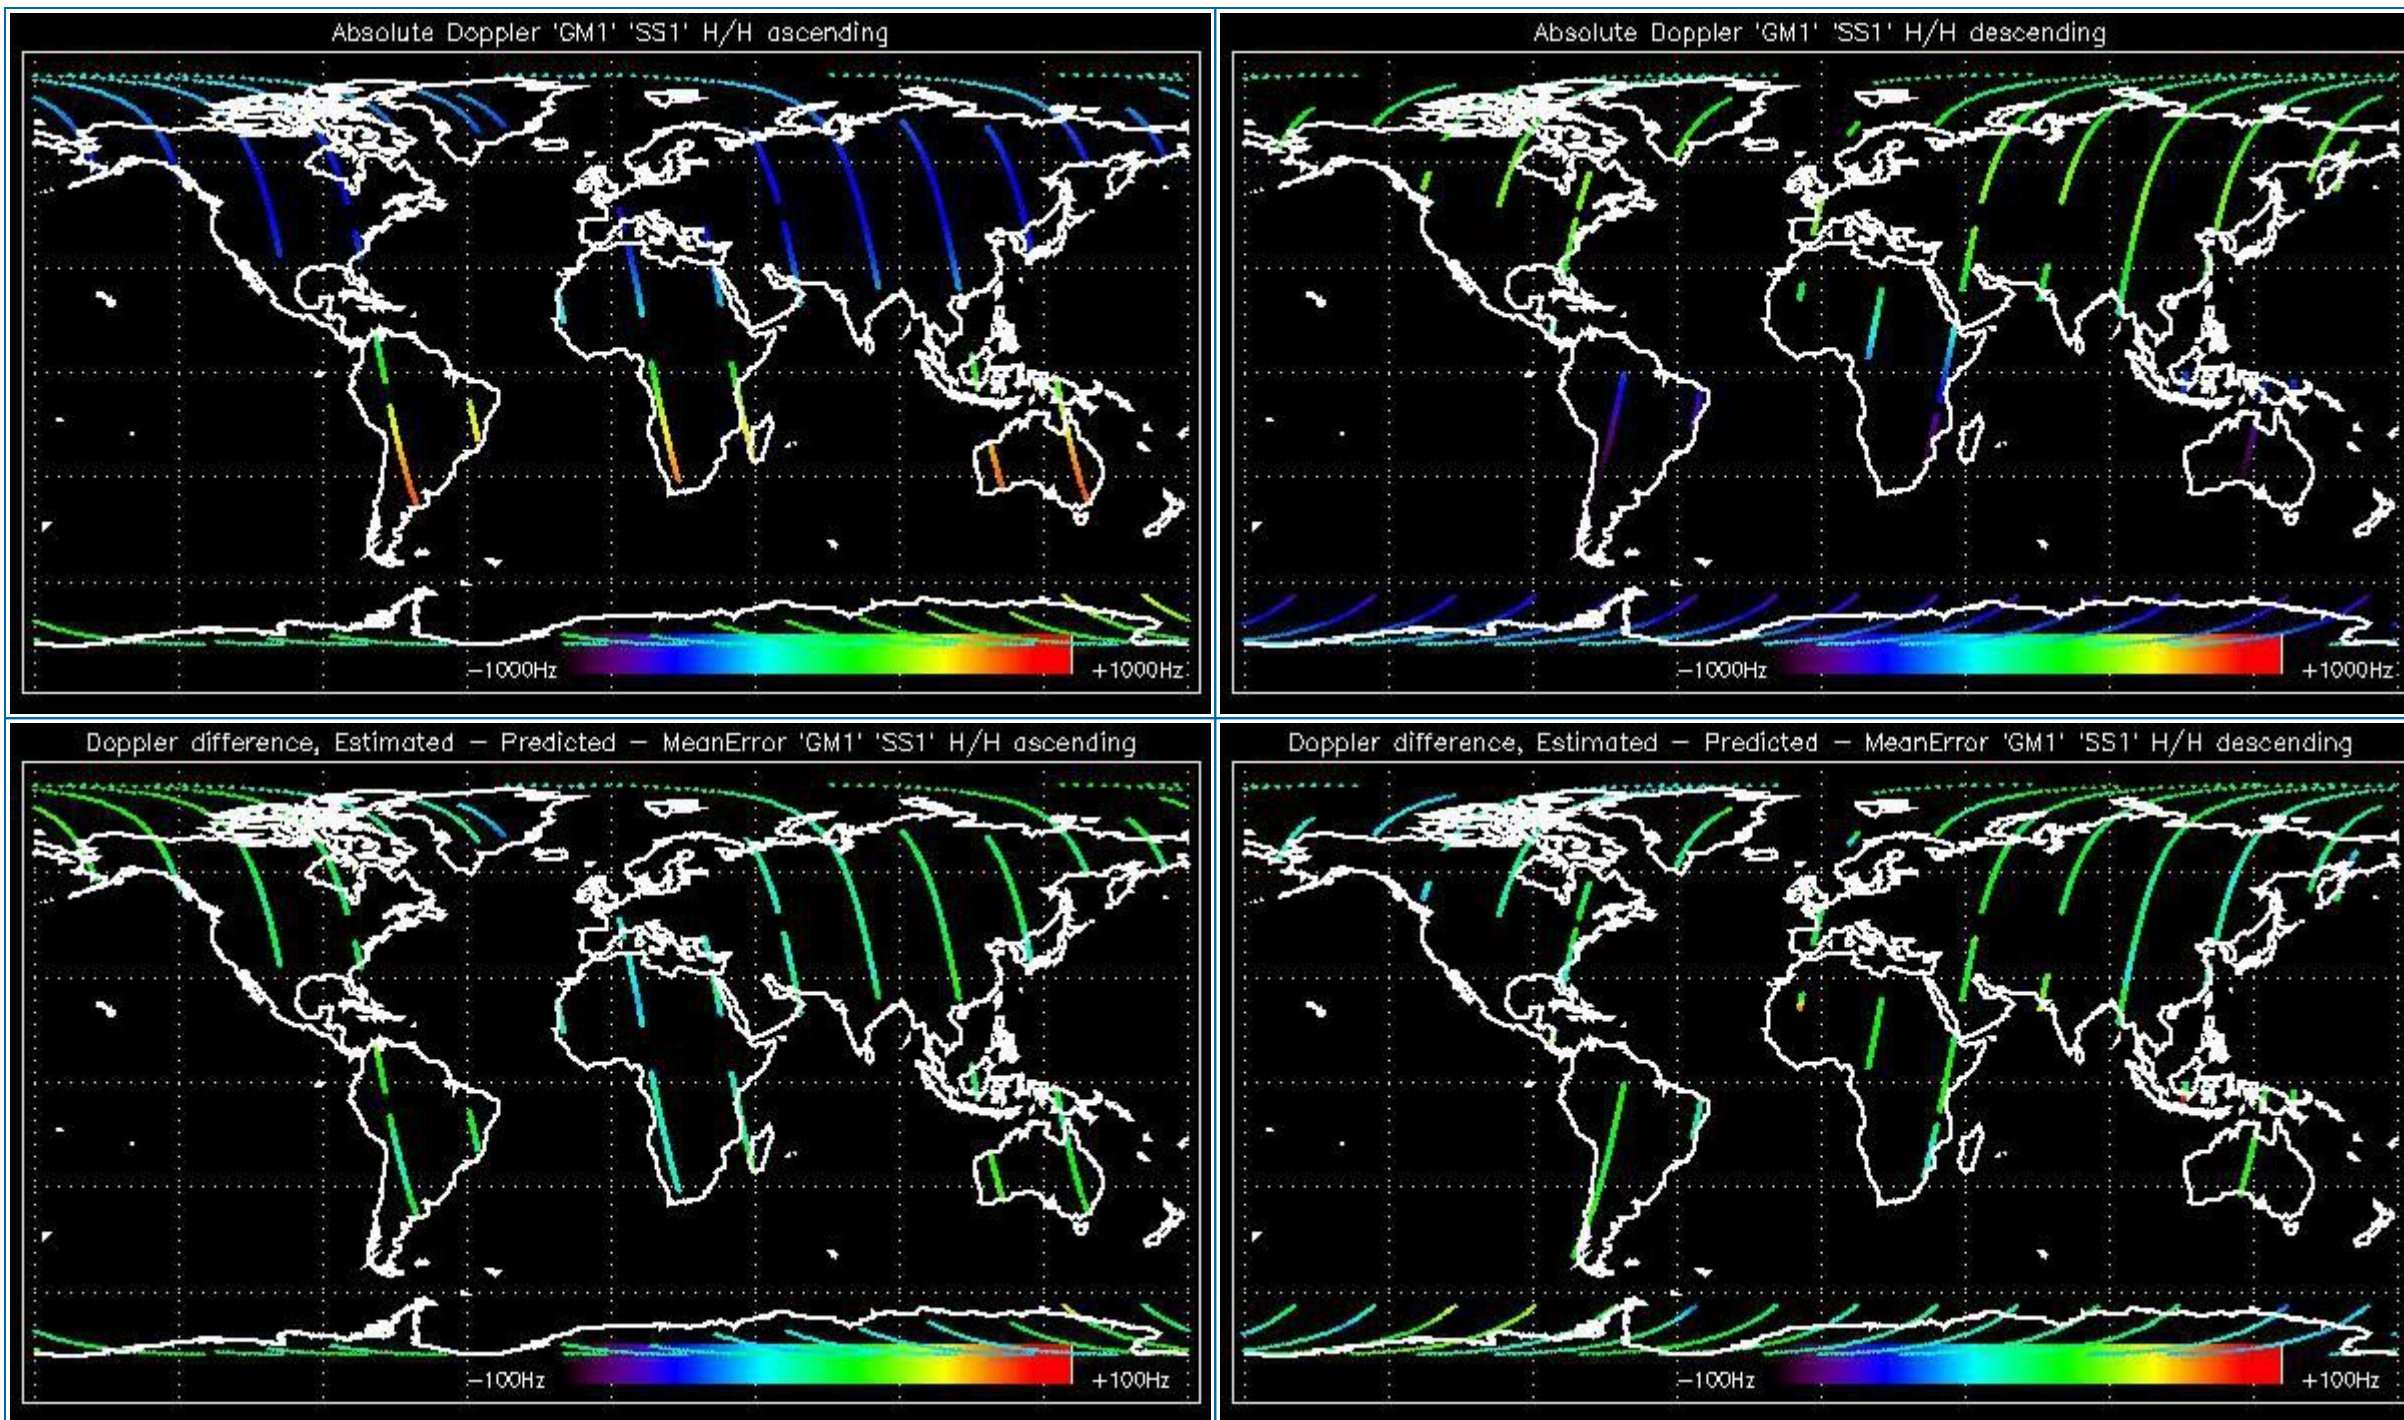 Absolute Doppler 'GM1' 'SS1' H/H ascending
-1000Hz
+1000Hz
Absolute Doppler 'GM1' 'SS1' H/H descending
-1000Hz
+1000Hz
Doppler difference, Estimated - Predicted - MeanError 'GM1' 'SS1' H/H ascending
-100Hz
+100Hz
Doppler difference, Estimated - Predicted - MeanError 'GM1' 'SS1' H/H descending
-100Hz
+100Hz